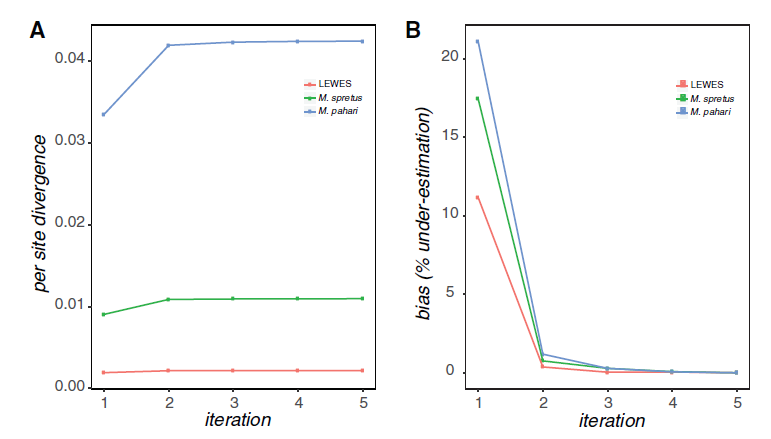 A
per site divergence
0.04
0.03
0.02
0.01
0.00
LEWES
M. spretus
M. pahari
1 2 3 4 5
iteration
B
bias (% under-estimation)
20
15
10
5
0
LEWES
M. spretus
M. pahari
1 2 3 4 5
iteration